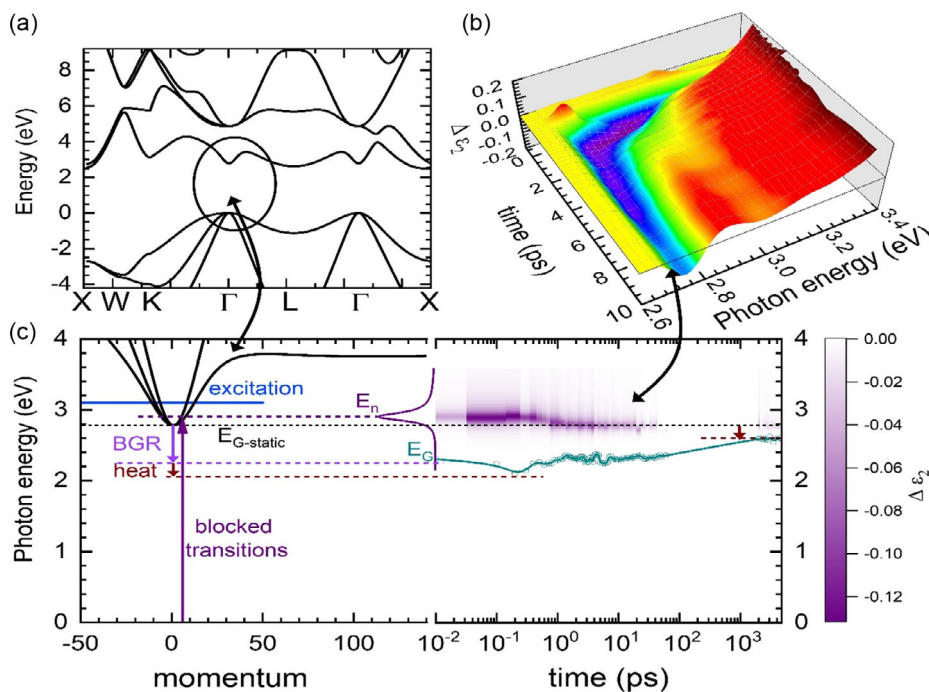 (a)
Energy (eV)
8
6
4
2
0
-2
-4
X W K Γ L Γ X
(b)
Δ ε2
0.2
0.1
0.0
-0.1
-0.2
0
2
4
6
8
10
time (ps)
2.6
2.8
3.0
3.2
3.4
Photon energy (eV)
(c)
Photon energy (eV)
4
3
2
1
0
excitation
En
EG-static
BGR
heat
EG
blocked
transitions
-50 0 50 100
momentum
10-2 10-1 100 101 102 103
time (ps)
4
3
2
1
0
0.00
-0.02
-0.04
-0.06
-0.08
-0.10
-0.12
Δ ε2